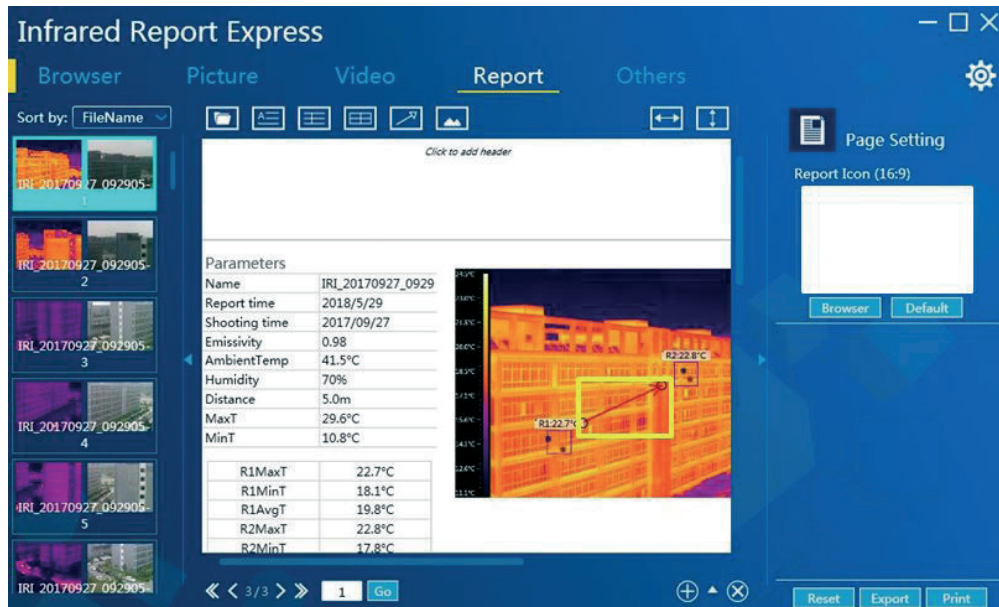 Infrared Report Express
Browser Picture Video Report Others
Sort by: FileName
IRI_20170927_092905-
1
IRI_20170927_092905-
2
IRI_20170927_092905-
3
IRI_20170927_092905-
4
IRI_20170927_092905-
5
IRI_20170927_092905-
Click to add header
Parameters
Name IRI_20170927_0929
Report time 2018/5/29
Shooting time 2017/09/27
Emissivity 0.98
AmbientTemp 41.5°C
Humidity 70%
Distance 5.0m
MaxT 29.6°C
MinT 10.8°C
R1MaxT 22.7°C
R1MinT 18.1°C
R1AvgT 19.8°C
R2MaxT 22.8°C
R2MinT 17.8°C
R2:22.8°C
R1:22.7°C
11.1°C
3/3 1 Go
Page Setting
Report Icon (16:9)
Browser Default
Reset Export Print